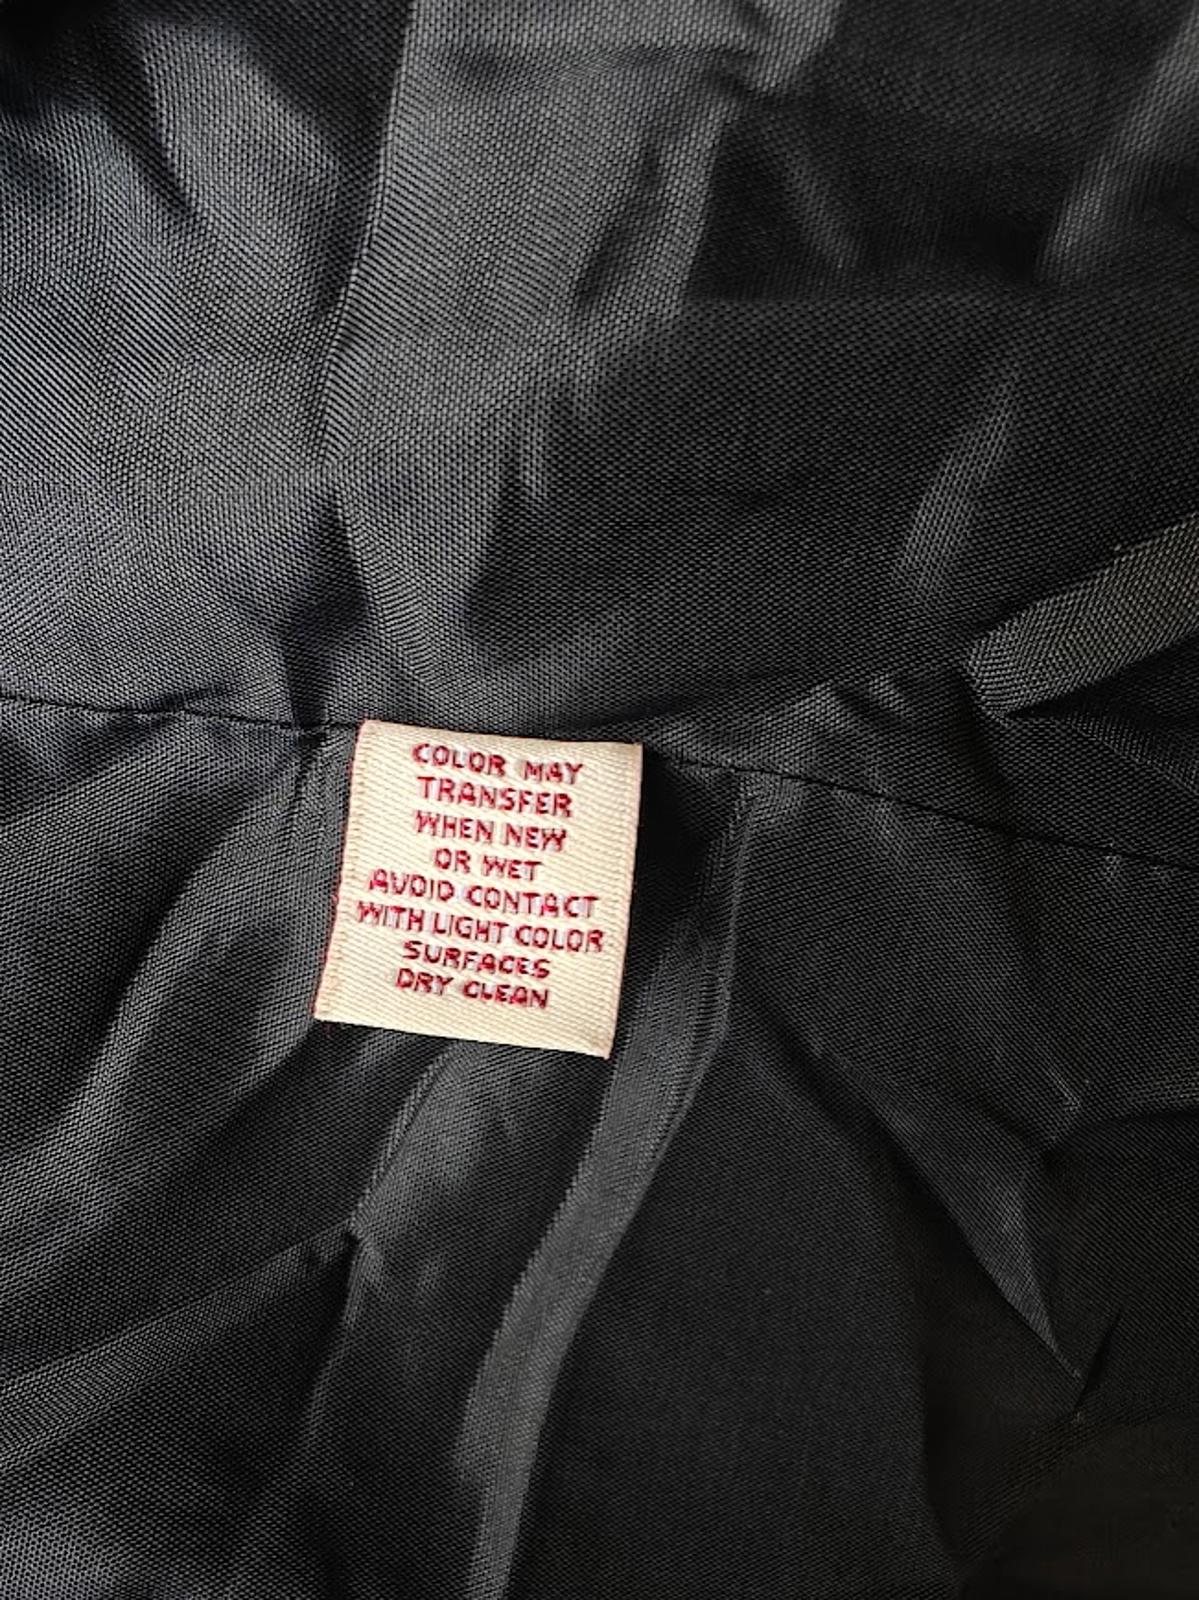 COLOR MAY
TRANSFER
WHEN NEW
OR WET
AVOID CONTACT
WITH LIGHT COLOR
SURFACES
DRY CLEAN